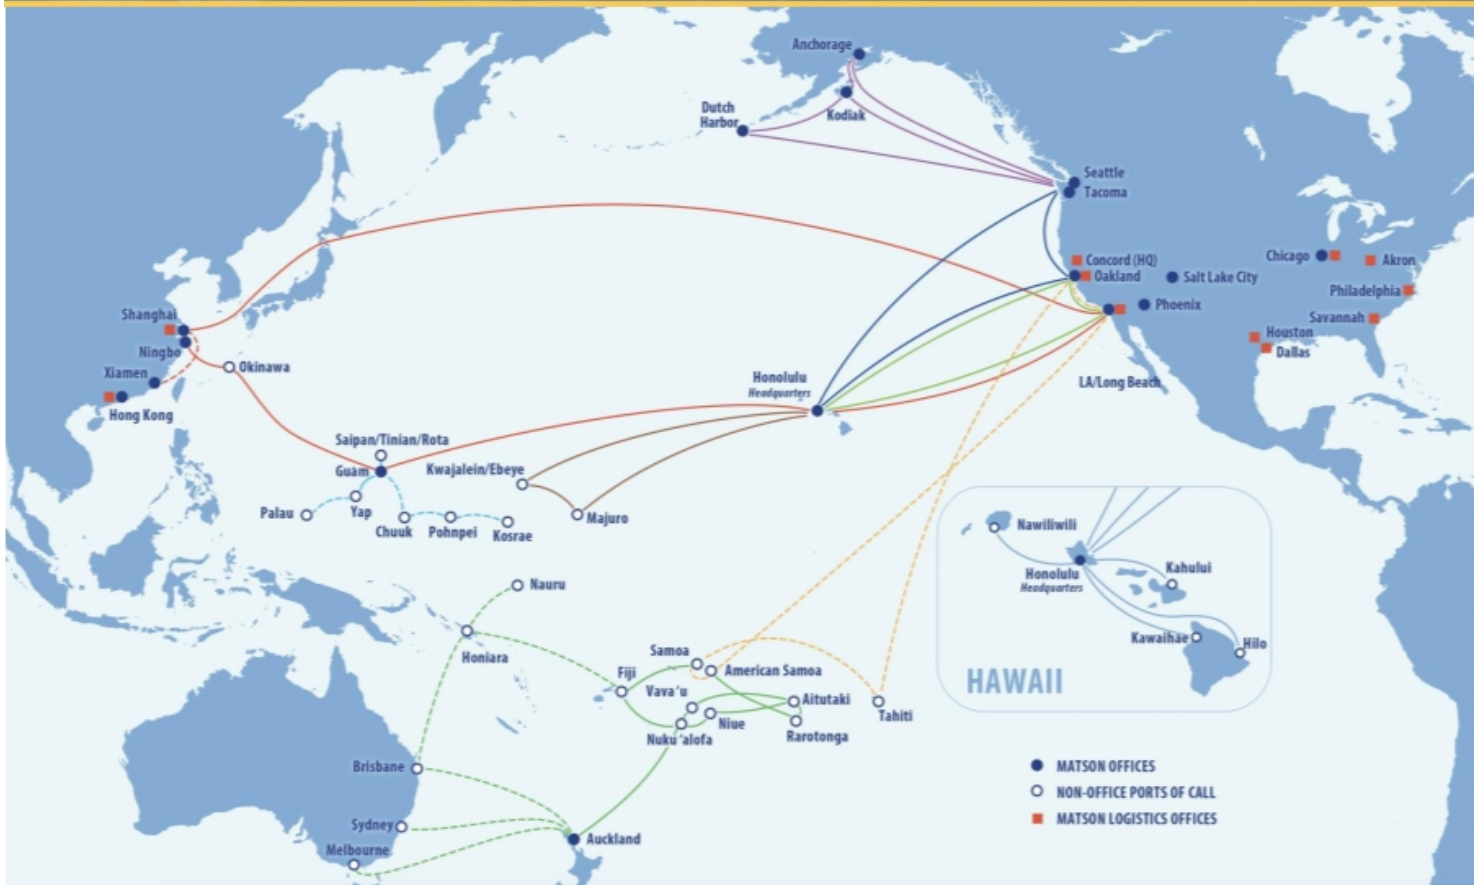 Anchorage
Dutch
Harbor
Kodiak
Seattle
Tacoma
Concord (HQ)
Oakland
Salt Lake City
Phoenix
Chicago
Akron
Philadelphia
Savannah
Houston
Dallas
LA/Long Beach
Shanghai
Ningbo
Okinawa
Xiamen
Hong Kong
Honolulu
Headquarters
Saipan/Tinian/Rota
Guam
Kwajalein/Ebeye
Palau
Yap
Chuuk
Pohnpei
Kosrae
Majuro
Nauru
Honiara
Fiji
Samoa
American Samoa
Vava‘u
Aitutaki
Niue
Nuku ‘alofa
Rarotonga
Tahiti
Brisbane
Sydney
Melbourne
Auckland
Nawiliwili
Honolulu
Headquarters
Kahului
Kawaihae
Hilo
HAWAII
MATSON OFFICES
NON-OFFICE PORTS OF CALL
MATSON LOGISTICS OFFICES